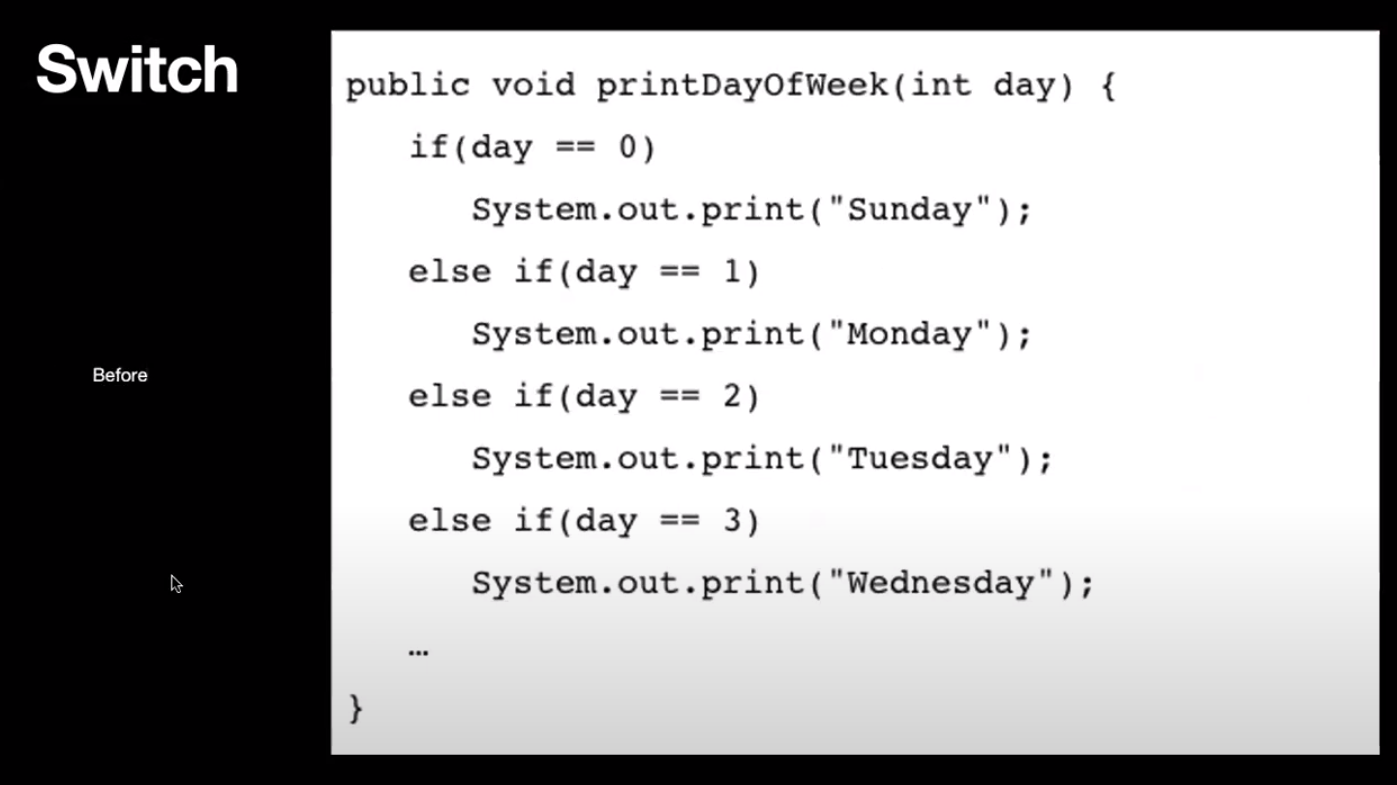 Switch
Before
public void printDayOfWeek(int day) {
if(day == 0)
System.out.print("Sunday");
else if(day == 1)
System.out.print("Monday");
else if(day == 2)
System.out.print("Tuesday");
else if(day == 3)
System.out.print("Wednesday");
…
}